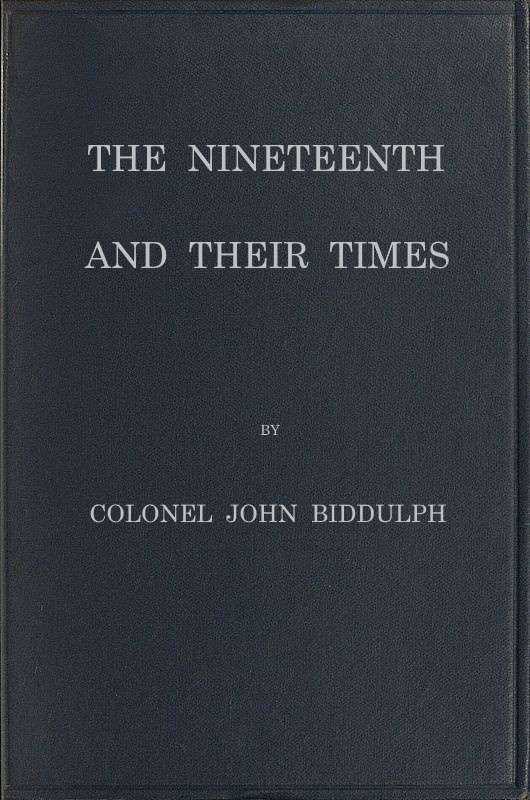 THE NINETEENTH
AND THEIR TIMES
BY
COLONEL JOHN BIDDULPH